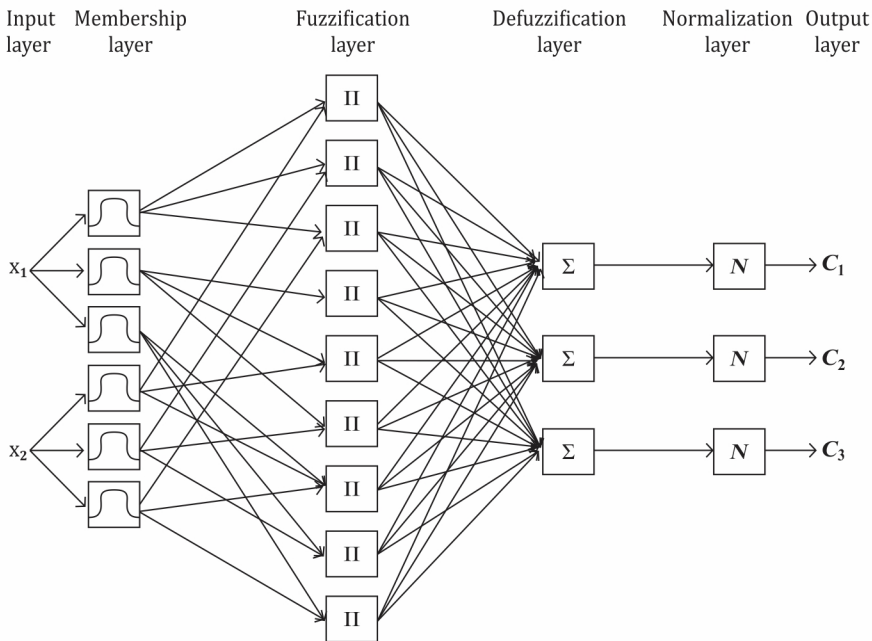 Input layer
Membership layer
Fuzzification layer
Defuzzification layer
Normalization layer
Output layer
Π
Π
Π
Π
Π
Π
Π
Π
Π
x₁
x₂
Σ
Σ
Σ
N
N
N
C₁
C₂
C₃